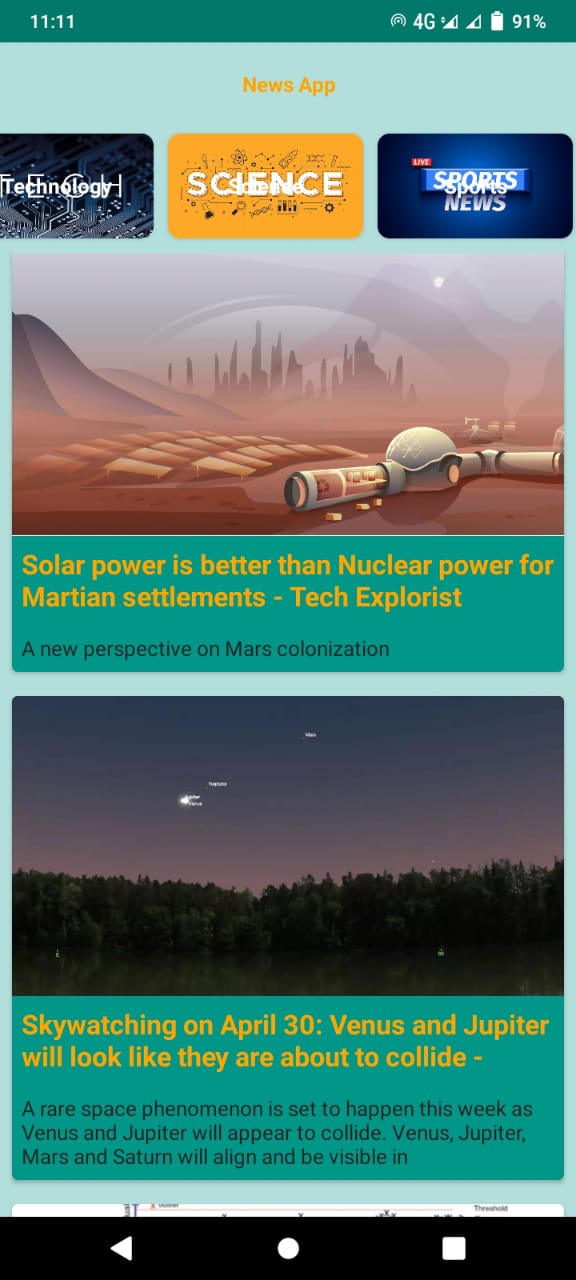 11:11 4G 91%
News App
Technology
SCIENCE
Science
LIVE
SPORTS
Sports
NEWS
Solar power is better than Nuclear power for
Martian settlements - Tech Explorist
A new perspective on Mars colonization
Mars
Neptune
Jupiter
Venus
E
SE
Skywatching on April 30: Venus and Jupiter
will look like they are about to collide -
A rare space phenomenon is set to happen this week as
Venus and Jupiter will appear to collide. Venus, Jupiter,
Mars and Saturn will align and be visible in
Threshold